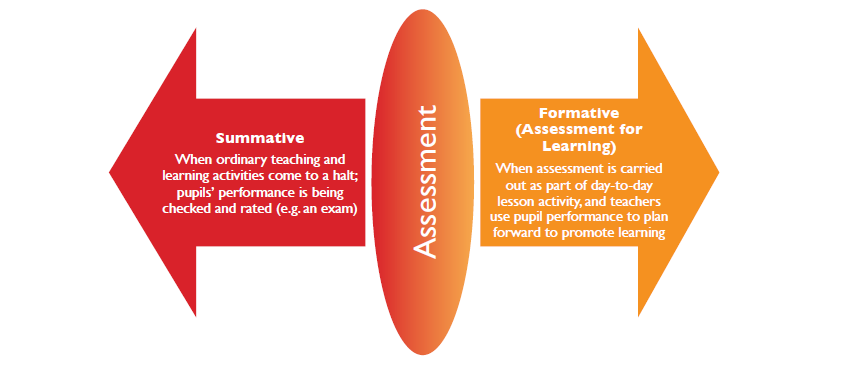 Summative
When ordinary teaching and
learning activities come to a halt;
pupils' performance is being
checked and rated (e.g. an exam)
Assessment
Formative
(Assessment for
Learning)
When assessment is carried
out as part of day-to-day
lesson activity, and teachers
use pupil performance to plan
forward to promote learning